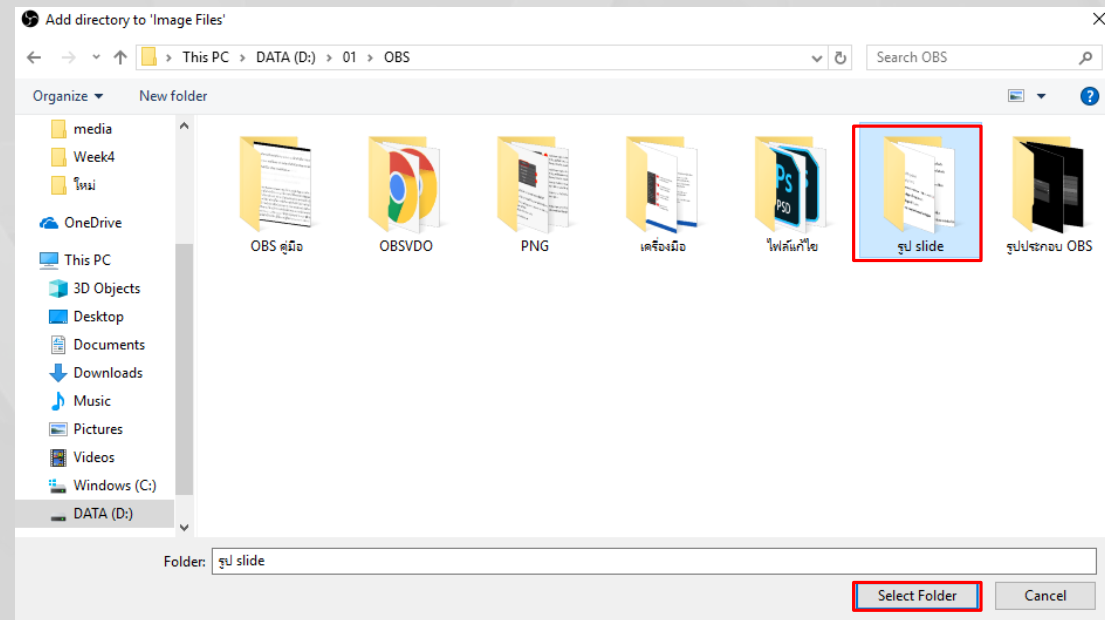 Add directory to 'Image Files'
This PC > DATA (D:) > 01 > OBS
Search OBS
Organize
New folder
media
Week4
ใหม่
OneDrive
This PC
3D Objects
Desktop
Documents
Downloads
Music
Pictures
Videos
Windows (C:)
DATA (D:)
OBS คู่มือ
OBSVDO
PNG
เครื่องมือ
ไฟล์แก้ไข
รูป slide
รูปประกอบ OBS
Ps
PSD
Folder: รูป slide
Select Folder
Cancel